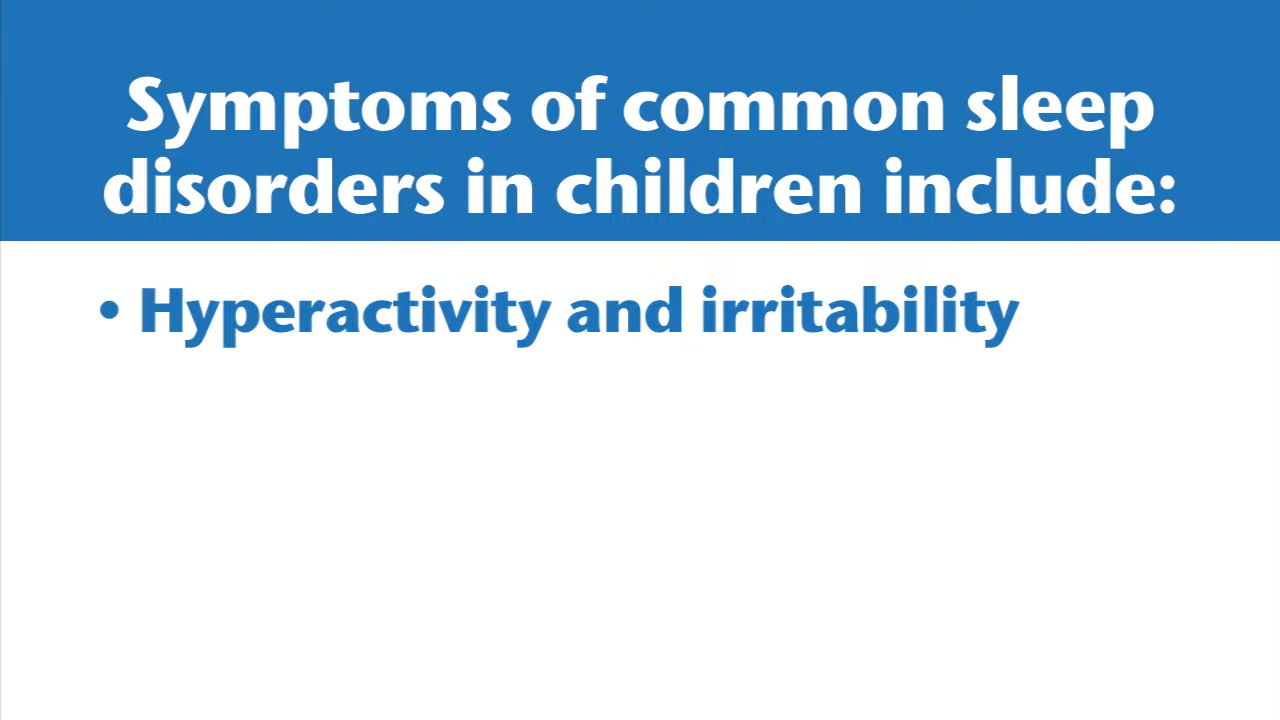 Symptoms of common sleep
disorders in children include:
• Hyperactivity and irritability